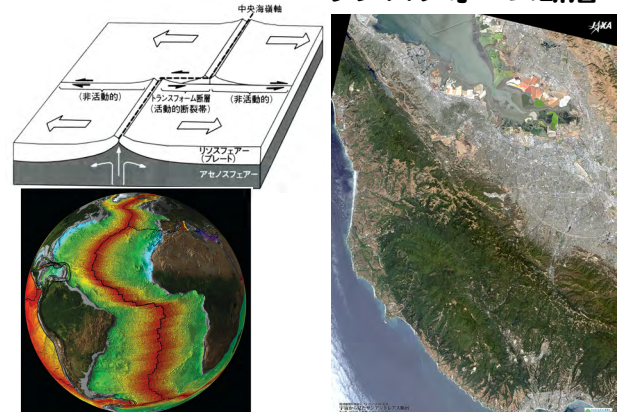 中央海嶺軸
(非活動的)
トランスフォーム断層
(活動的断裂帯)
(非活動的)
リソスフェアー
(プレート)
アセノスフェアー
JAXA